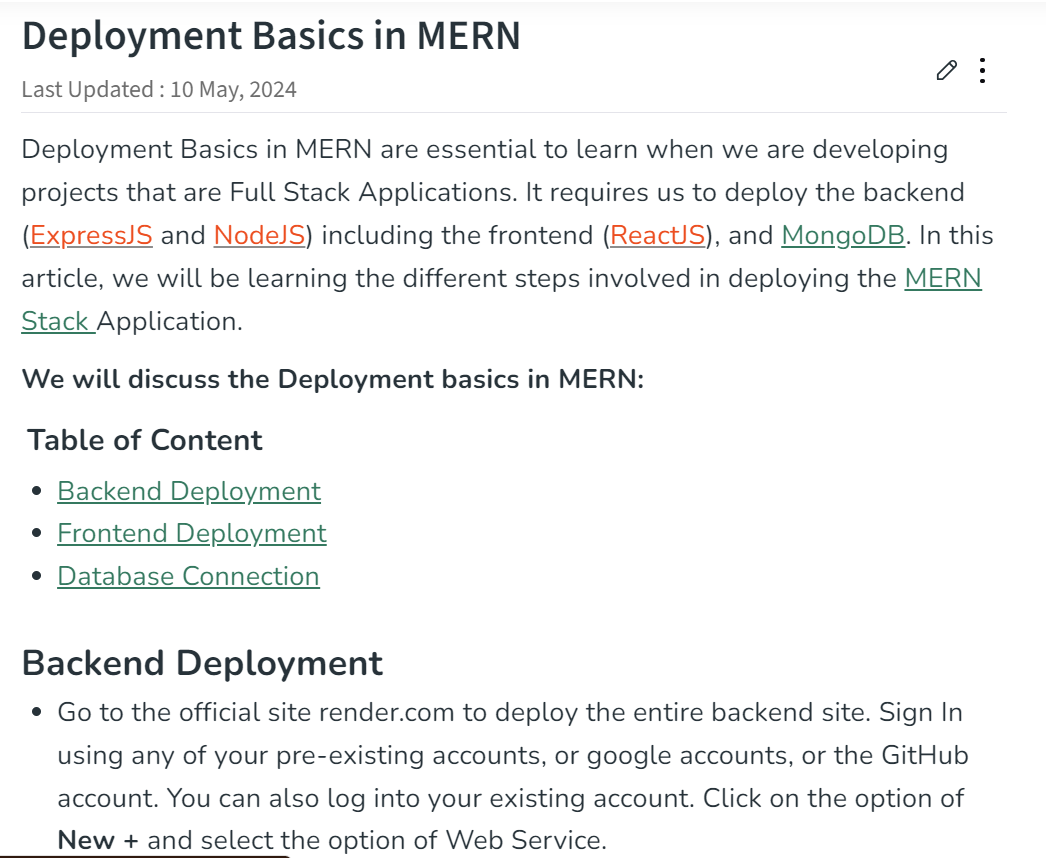 Deployment Basics in MERN
Last Updated : 10 May, 2024
Deployment Basics in MERN are essential to learn when we are developing
projects that are Full Stack Applications. It requires us to deploy the backend
(ExpressJS and NodeJS) including the frontend (ReactJS), and MongoDB. In this
article, we will be learning the different steps involved in deploying the MERN
Stack Application.
We will discuss the Deployment basics in MERN:
Table of Content
• Backend Deployment
• Frontend Deployment
• Database Connection
Backend Deployment
• Go to the official site render.com to deploy the entire backend site. Sign In
using any of your pre-existing accounts, or google accounts, or the GitHub
account. You can also log into your existing account. Click on the option of
New + and select the option of Web Service.